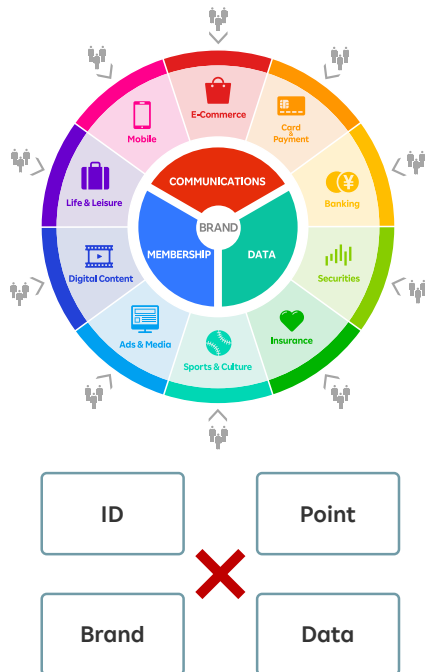 E-Commerce
Card
&
Payment
Banking
Securities
Insurance
Sports & Culture
Ads & Media
Digital Content
Life & Leisure
Mobile
COMMUNICATIONS
BRAND
MEMBERSHIP
DATA
¥
ID
Point
Brand
Data